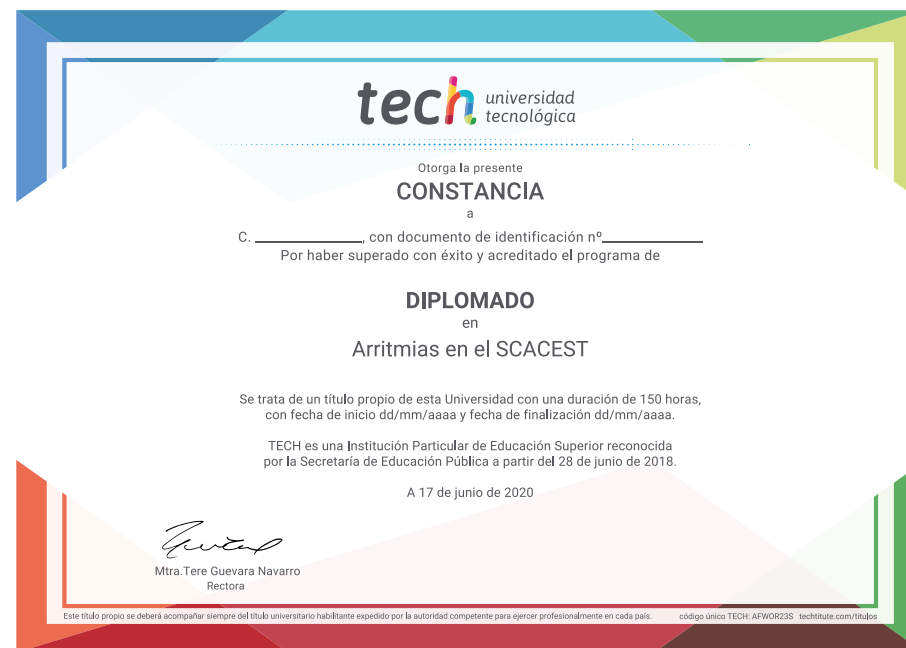 tech universidad
tecnológica
Otorga la presente
CONSTANCIA
a
C. ______________, con documento de identificación nº_____________
Por haber superado con éxito y acreditado el programa de
DIPLOMADO
en
Arritmias en el SCACEST
Se trata de un título propio de esta Universidad con una duración de 150 horas,
con fecha de inicio dd/mm/aaaa y fecha de finalización dd/mm/aaaa.
TECH es una Institución Particular de Educación Superior reconocida
por la Secretaría de Educación Pública a partir del 28 de junio de 2018.
A 17 de junio de 2020
Mtra.Tere Guevara Navarro
Rectora
Este título propio se deberá acompañar siempre del título universitario habilitante expedido por la autoridad competente para ejercer profesionalmente en cada país. código único TECH: AFWOR23S techtitute.com/titulos